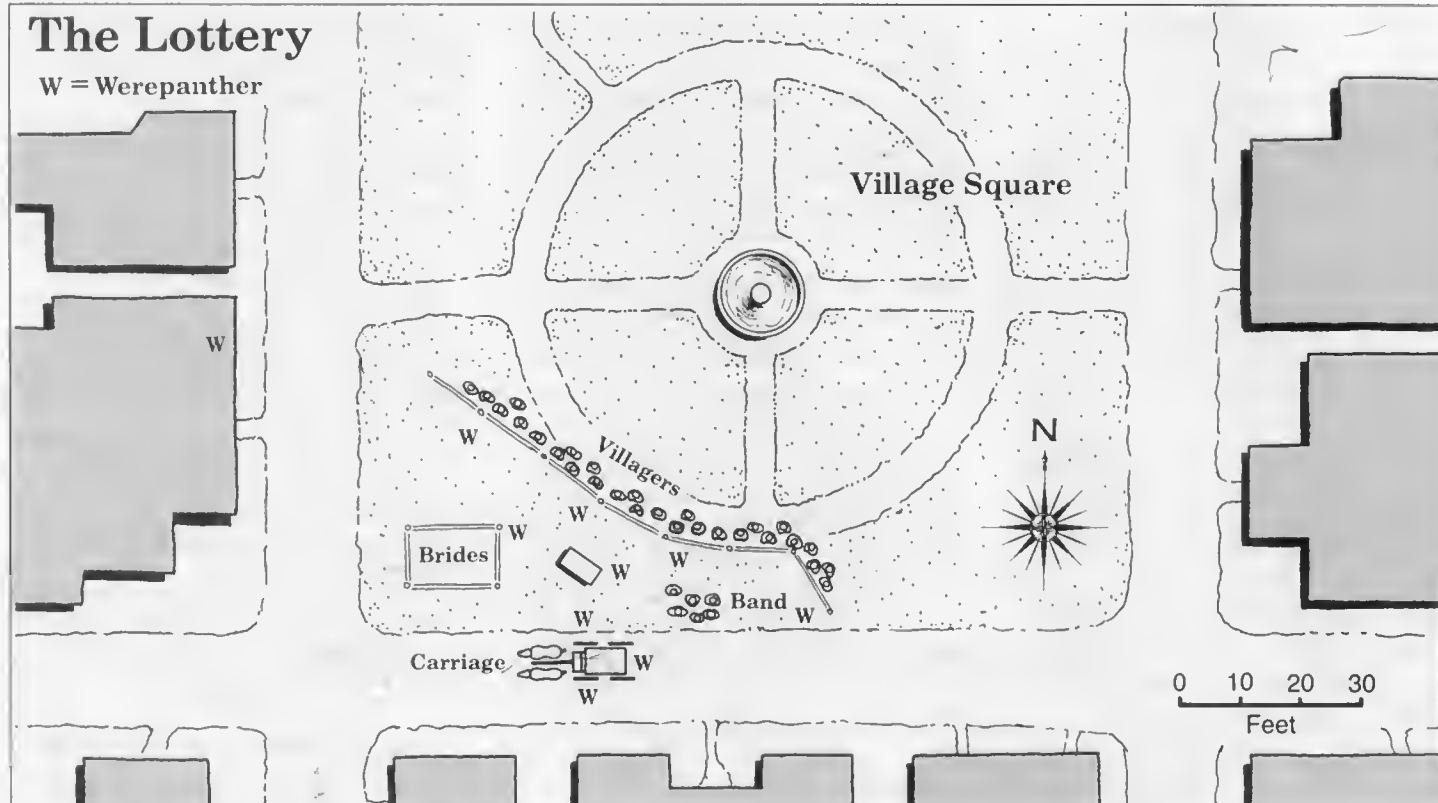 The Lottery
W = Werepanther
Village Square
W
N
W
Villagers
W
W
Brides
W
W
Band
W
W
Carriage
W
W
0 10 20 30
Feet